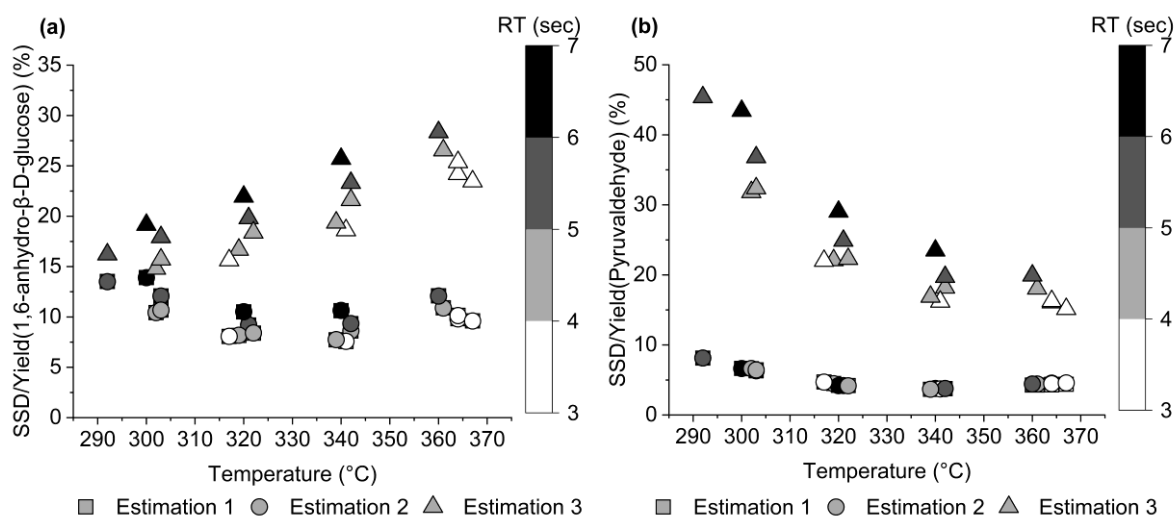 (a)
RT (sec)
SSD/Yield(1,6-anhydro-β-D-glucose) (%)
35
30
25
20
15
10
5
0
290 300 310 320 330 340 350 360 370
Temperature (°C)
7
6
5
4
3
Estimation 1 Estimation 2 Estimation 3
(b)
RT (sec)
SSD/Yield(Pyruvaldehyde) (%)
50
40
30
20
10
0
290 300 310 320 330 340 350 360 370
Temperature (°C)
7
6
5
4
3
Estimation 1 Estimation 2 Estimation 3